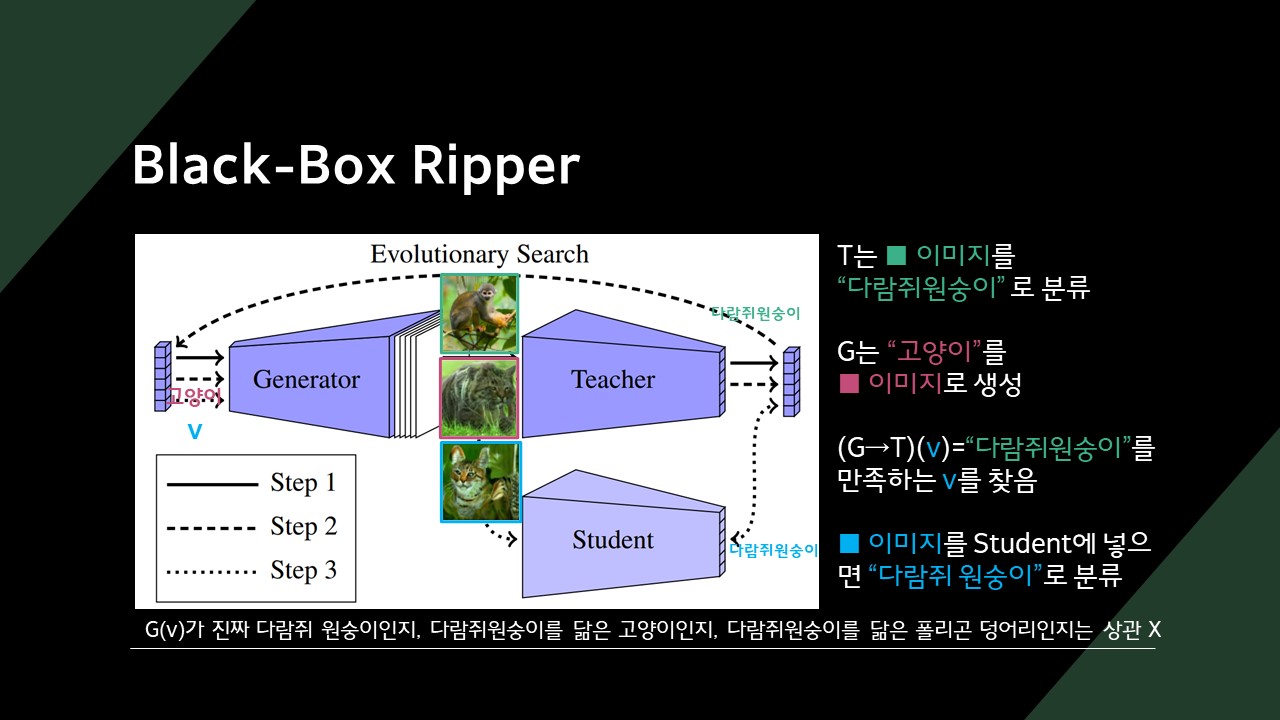 Black-Box Ripper
Evolutionary Search
다람쥐원숭이
Generator
Teacher
고양이
v
Step 1
Step 2
Step 3
Student
다람쥐원숭이
T는 ■ 이미지를
“다람쥐원숭이” 로 분류
G는 “고양이”를
■ 이미지로 생성
(G→T)(v)=“다람쥐원숭이”를
만족하는 v를 찾음
■ 이미지를 Student에 넣으
면 “다람쥐 원숭이”로 분류
G(v)가 진짜 다람쥐 원숭이인지, 다람쥐원숭이를 닮은 고양이인지, 다람쥐원숭이를 닮은 폴리곤 덩어리인지는 상관 X